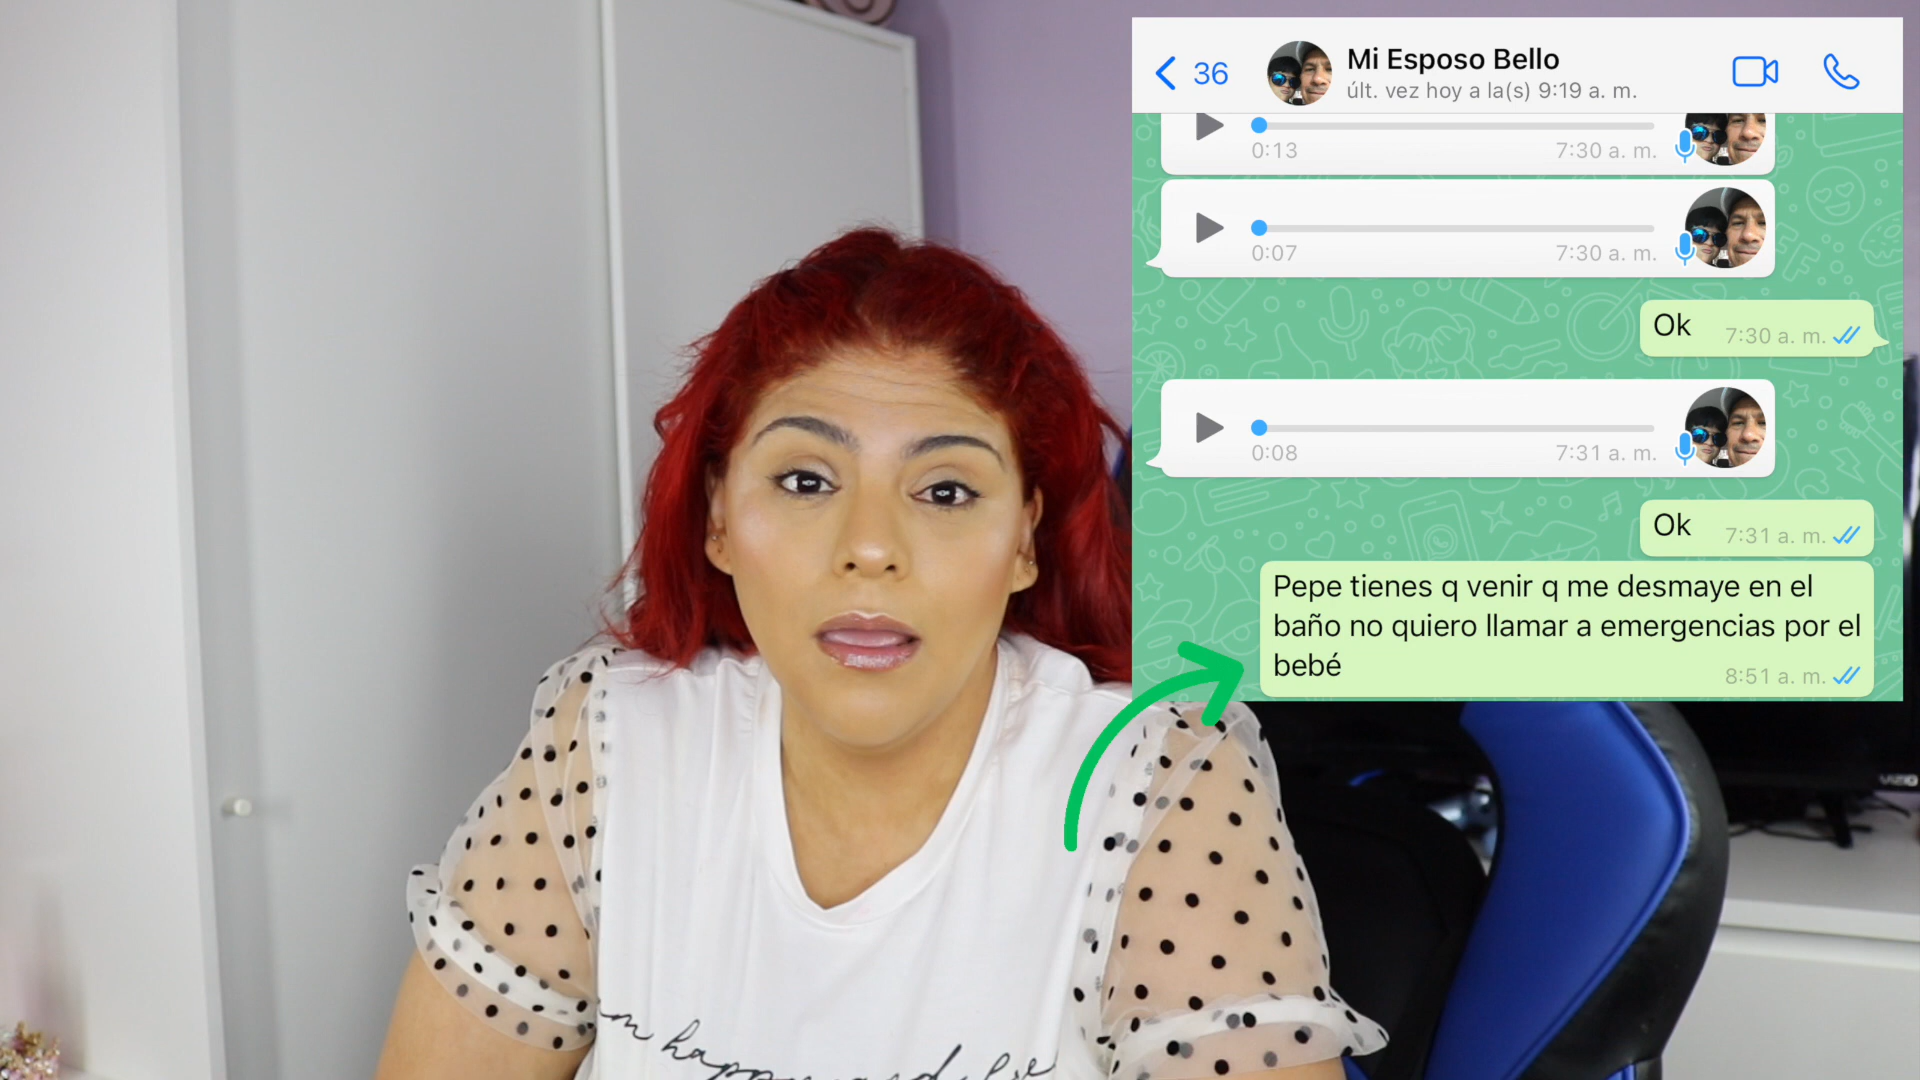 36
Mi Esposo Bello
últ. vez hoy a la(s) 9:19 a. m.
0:13 7:30 a. m.
0:07 7:30 a. m.
Ok 7:30 a. m.
0:08 7:31 a. m.
Ok 7:31 a. m.
Pepe tienes q venir q me desmaye en el
baño no quiero llamar a emergencias por el
bebé 8:51 a. m.
VIZIO